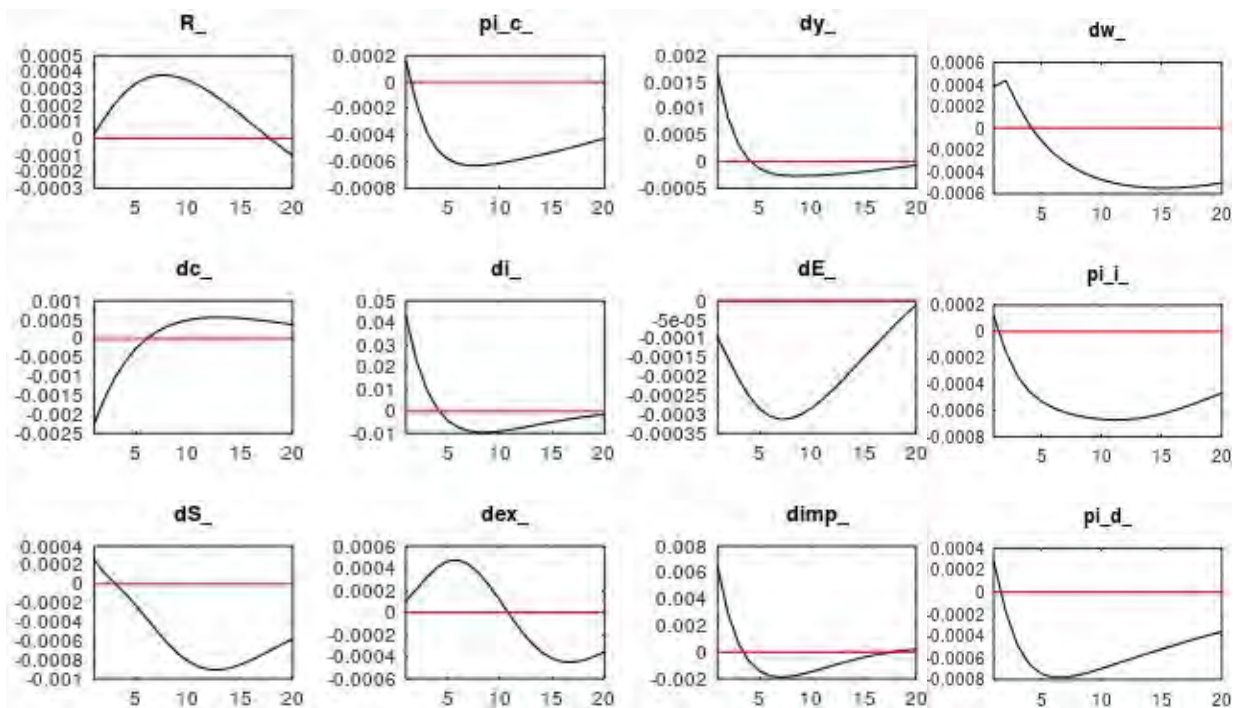 R_ pi_c_ dy_ dw_
0.0005 0.0002 0.002 0.0006
0.0004 0 0.0015 0.0004
0.0003 -0.0002 0.001 0.0002
0.0002 -0.0004 0.0005 0
0.0001 -0.0006 0 -0.0002
0 -0.0008 -0.0005 -0.0004
-0.0001 -0.0006
-0.0003
5 10 15 20 5 10 15 20 5 10 15 20 5 10 15 20
dc_ di_ dE_ pi_i_
0.001 0.05 0 0.0002
0.0005 0.04 -5e-05 0
0 0.03 -0.0001 -0.0002
-0.0005 0.02 -0.00015 -0.0004
-0.001 0.01 -0.0002 -0.0006
-0.0015 0 -0.00025 -0.0008
-0.002 -0.01 -0.0003
-0.0025 -0.00035
5 10 15 20 5 10 15 20 5 10 15 20 5 10 15 20
dS_ dex_ dimp_ pi_d_
0.0004 0.0006 0.008 0.0004
0.0002 0.0004 0.006 0.0002
0 0.0002 0.004 0
-0.0002 0 0.002 -0.0002
-0.0004 -0.0002 0 -0.0004
-0.0006 -0.0004 -0.002 -0.0006
-0.0008 -0.0006 -0.0008
-0.001
5 10 15 20 5 10 15 20 5 10 15 20 5 10 15 20